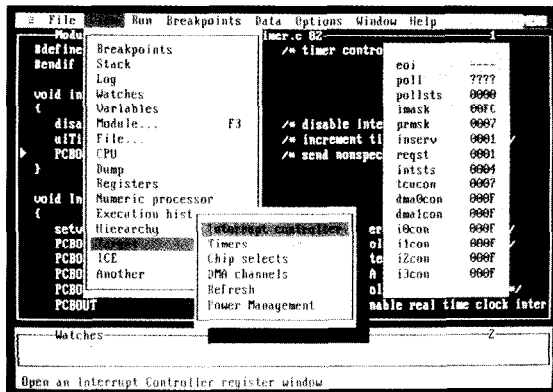 ≡ File View Run Breakpoints Data Options Window Help
Modu
imer.c 82
1
#define
/* timer contro
#endif
void in
{
disa
/* disable inte
uiTi
/* increment ti
PCBO
/* send nonspec
}
void In
{
setv
PCBO
PCBO
PCBO
PCBO
PCBOUT
nable real time clock inter
Breakpoints
Stack
Log
Watches
Variables
Module... F3
File...
CPU
Dump
Registers
Numeric processor
Execution hist
Hierarchy
Target
ICE
Another
Interrupt controller
Timers
Chip selects
DMA channels
Refresh
Power Management
eoi ----
poll ????
pollsts 0000
imask 00FC
prmsk 0007
inserv 0001
reqst 0001
intsts 0004
tcucon 0007
dma0con 000F
dma1con 000F
i0con 000F
i1con 000F
i2con 000F
i3con 000F
Watches
2
Open an Interrupt Controller register window